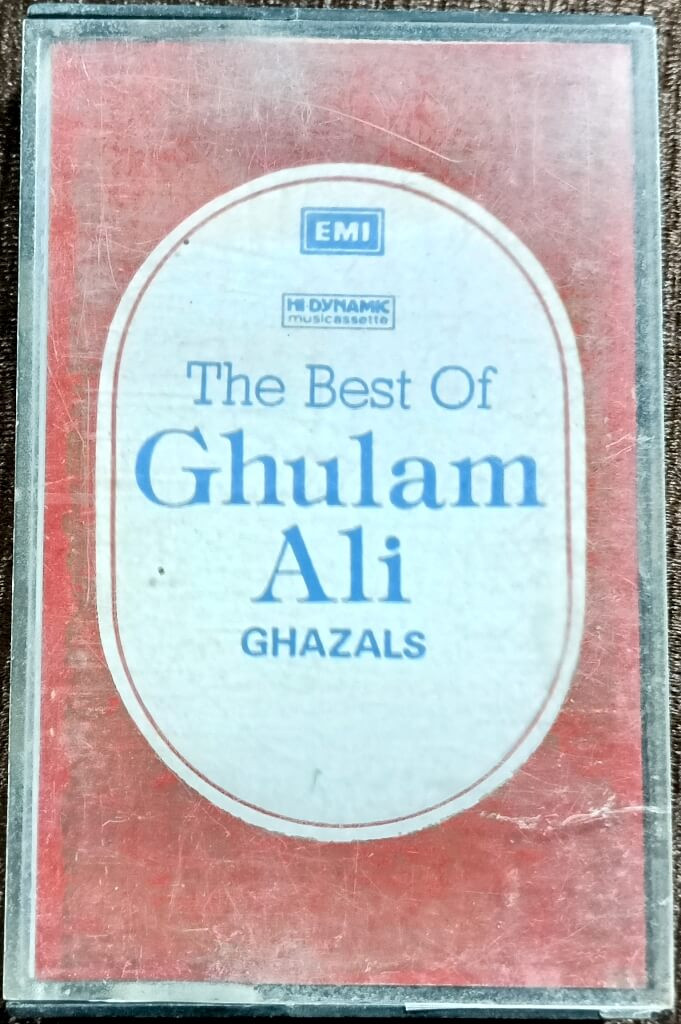 EMI
HI DYNAMIC
musicassette
The Best Of
Ghulam
Ali
GHAZALS